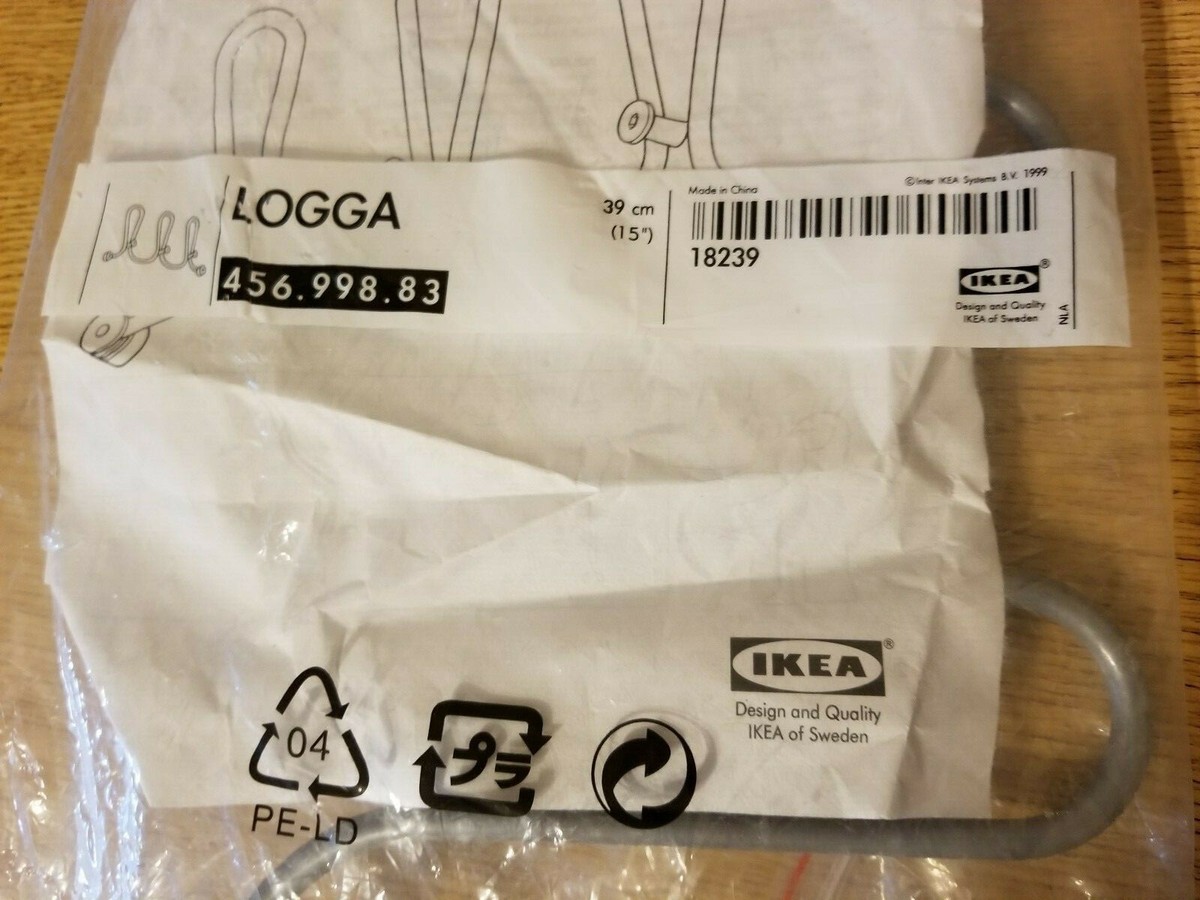 LOGGA
456.998.83
39 cm
(15")
Made in China
©Inter IKEA Systems B.V. 1999
18239
IKEA®
Design and Quality
IKEA of Sweden
NLA
IKEA®
Design and Quality
IKEA of Sweden
04
PE-LD
プラ